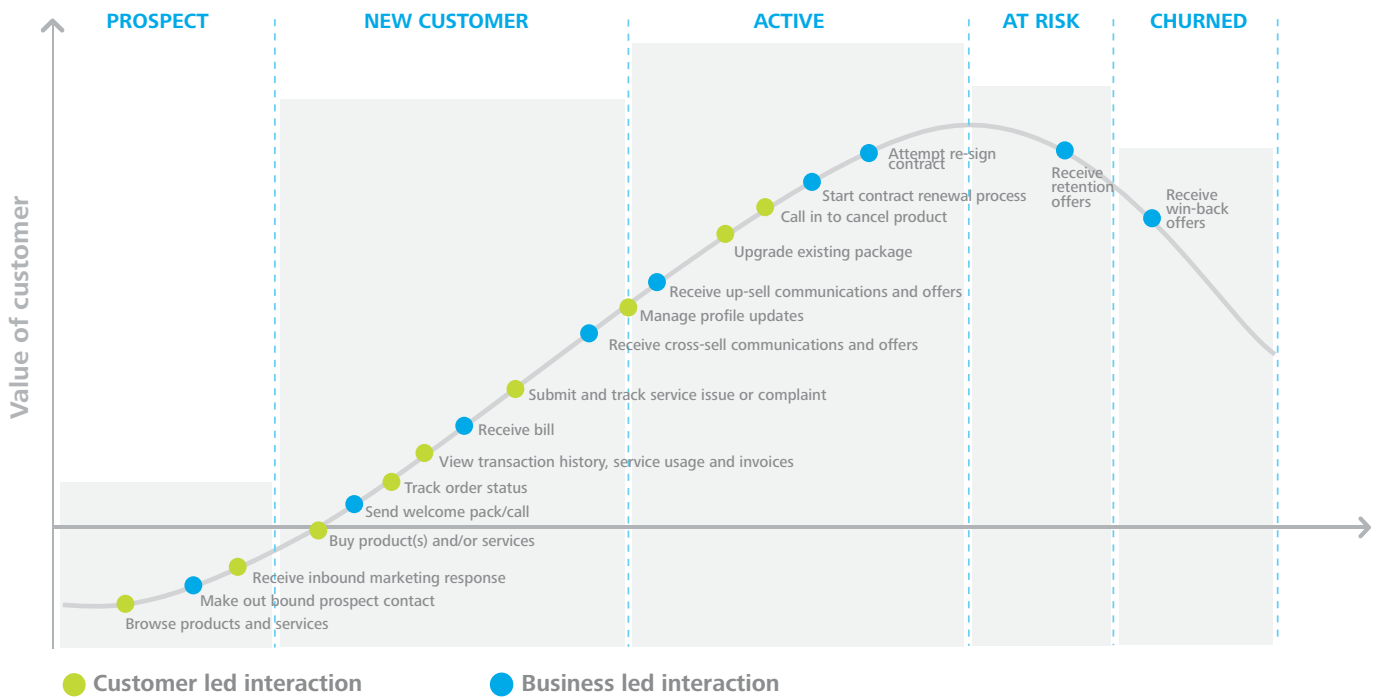 PROSPECT
NEW CUSTOMER
ACTIVE
AT RISK
CHURNED
Value of customer
Attempt re-sign
contract
Receive
retention
offers
Start contract renewal process
Receive
win-back
offers
Call in to cancel product
Upgrade existing package
Receive up-sell communications and offers
Manage profile updates
Receive cross-sell communications and offers
Submit and track service issue or complaint
Receive bill
View transaction history, service usage and invoices
Track order status
Send welcome pack/call
Buy product(s) and/or services
Receive inbound marketing response
Make out bound prospect contact
Browse products and services
Customer led interaction
Business led interaction